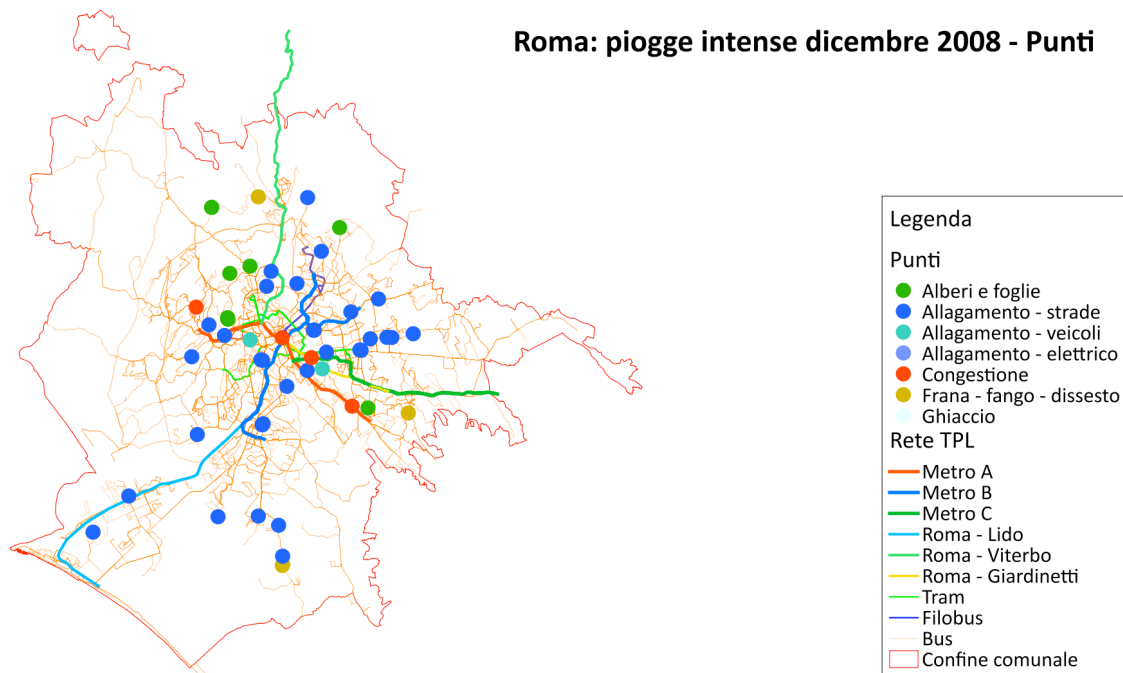 Roma: piogge intense dicembre 2008 - Punti
Legenda
Punti
Alberi e foglie
Allagamento - strade
Allagamento - veicoli
Allagamento - elettrico
Congestione
Frana - fango - dissesto
Ghiaccio
Rete TPL
Metro A
Metro B
Metro C
Roma - Lido
Roma - Viterbo
Roma - Giardinetti
Tram
Filobus
Bus
Confine comunale